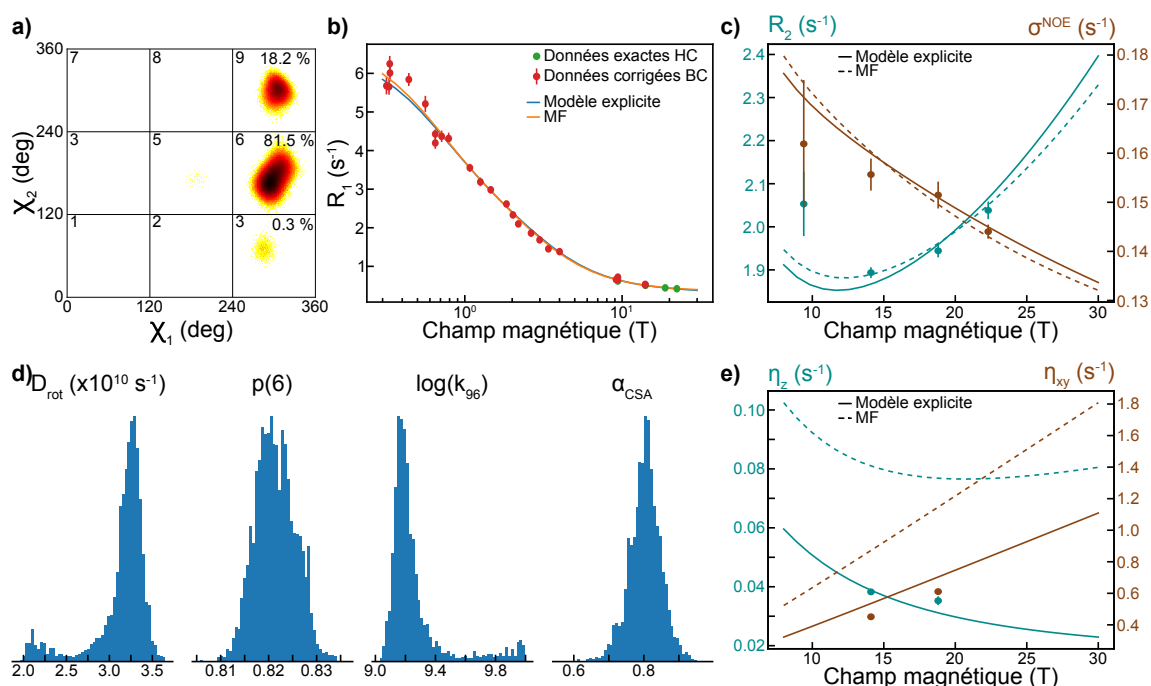 a)
360
7
8
9
18.2 %
240
3
5
6
81.5 %
χ2 (deg)
120
1
2
3
0.3 %
0
0
120
240
360
χ1 (deg)
b)
Données exactes HC
Données corrigées BC
Modèle explicite
MF
R1 (s-1)
6
5
4
3
2
1
10⁰
10¹
Champ magnétique (T)
c)
R2 (s-1)
σNOE (s-1)
Modèle explicite
MF
2.4
2.3
2.2
2.1
2.0
1.9
0.18
0.17
0.16
0.15
0.14
0.13
10
15
20
25
30
Champ magnétique (T)
d)
Drot (x10¹⁰ s-1)
p(6)
log(k96)
αCSA
2.0
2.5
3.0
3.5
0.81
0.82
0.83
9.0
9.4
9.8
0.6
0.8
e)
ηz (s-1)
ηxy (s-1)
Modèle explicite
MF
0.10
0.08
0.06
0.04
0.02
1.8
1.6
1.4
1.2
1.0
0.8
0.6
0.4
10
15
20
25
30
Champ magnétique (T)